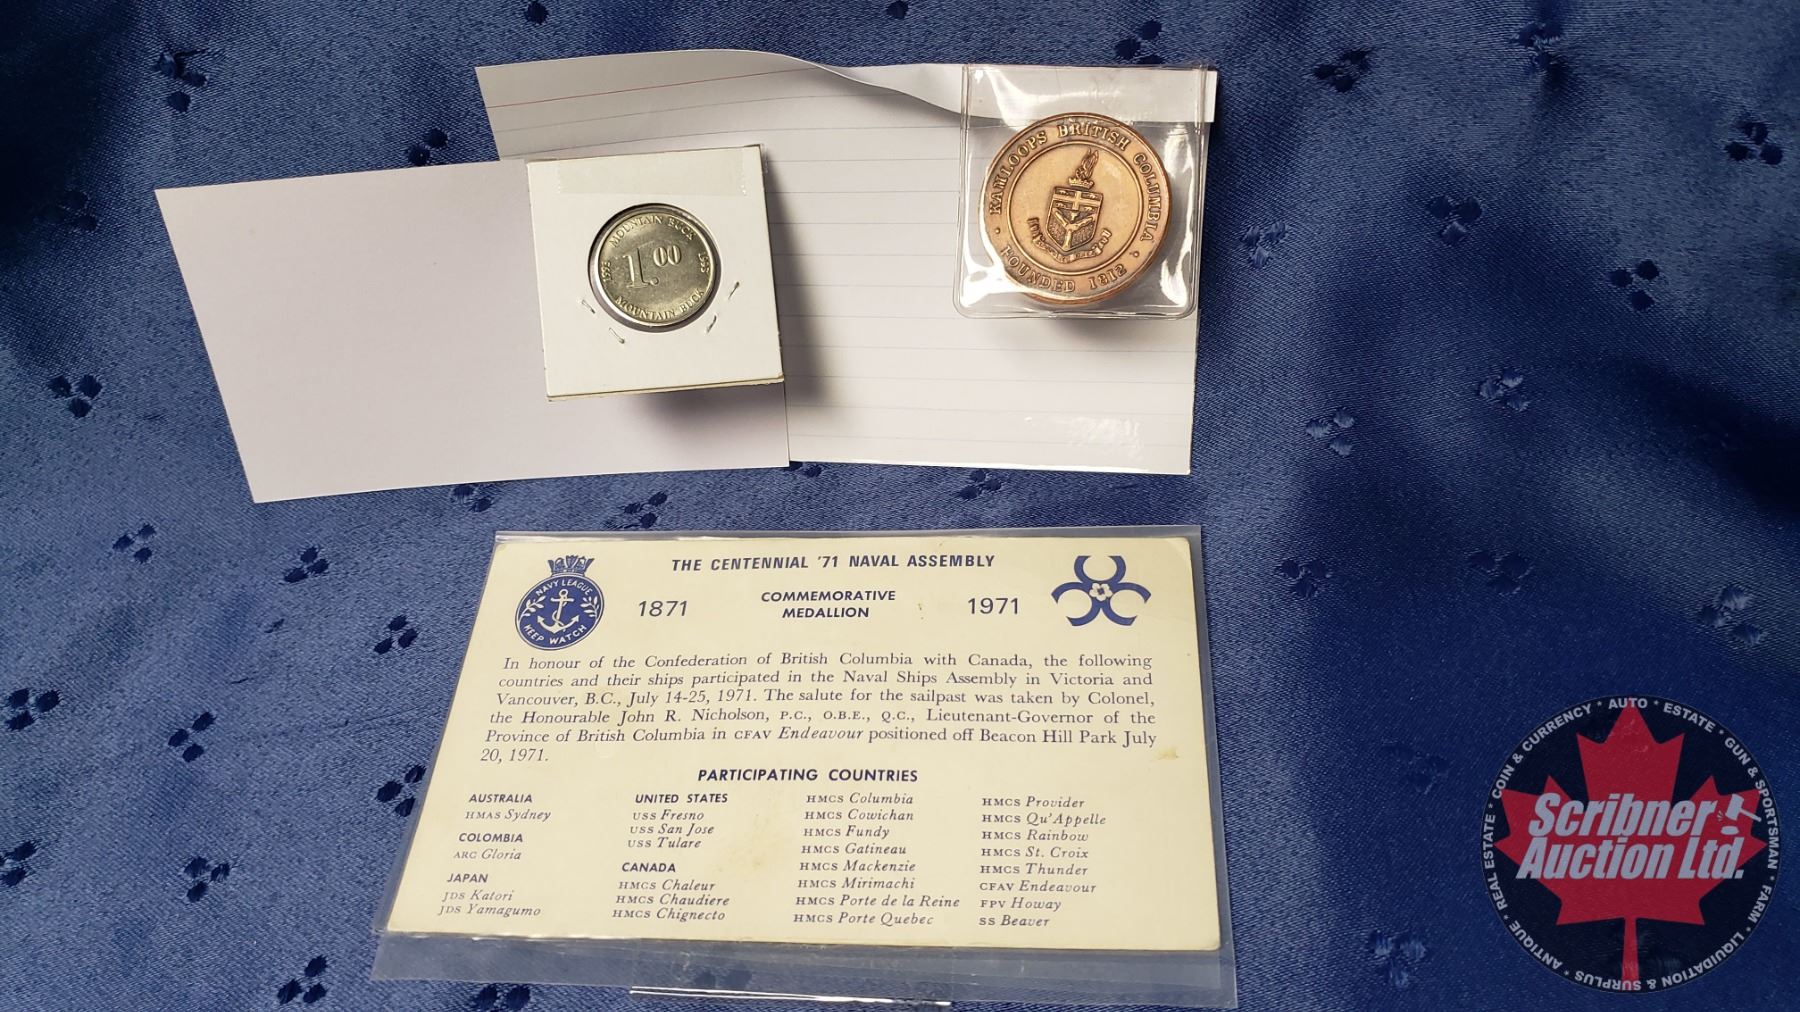 MOUNTAIN BUCK
1993
1.00
1993
MOUNTAIN BUCK
KAMLOOPS BRITISH COLUMBIA
FOUNDED 1812
THE CENTENNIAL '71 NAVAL ASSEMBLY
NAVY LEAGUE
KEEP WATCH
1871
COMMEMORATIVE
MEDALLION
1971
In honour of the Confederation of British Columbia with Canada, the following
countries and their ships participated in the Naval Ships Assembly in Victoria and
Vancouver, B.C., July 14-25, 1971. The salute for the sailpast was taken by Colonel,
the Honourable John R. Nicholson, P.C., O.B.E., Q.C., Lieutenant-Governor of the
Province of British Columbia in CFAV Endeavour positioned off Beacon Hill Park July
20, 1971.
PARTICIPATING COUNTRIES
AUSTRALIA
HMAS Sydney
COLOMBIA
ARC Gloria
JAPAN
JDS Katori
JDS Yamagumo
UNITED STATES
USS Fresno
USS San Jose
USS Tulare
CANADA
HMCS Chaleur
HMCS Chaudiere
HMCS Chignecto
HMCS Columbia
HMCS Cowichan
HMCS Fundy
HMCS Gatineau
HMCS Mackenzie
HMCS Mirimachi
HMCS Porte de la Reine
HMCS Porte Quebec
HMCS Provider
HMCS Qu'Appelle
HMCS Rainbow
HMCS St. Croix
HMCS Thunder
CFAV Endeavour
FPV Howay
SS Beaver
Scribner
Auction Ltd.
AUTO * ESTATE * GUN & SPORTSMAN * FARM * LIQUIDATION & SURPLUS * ANTIQUE * REAL ESTATE * COIN & CURRENCY *